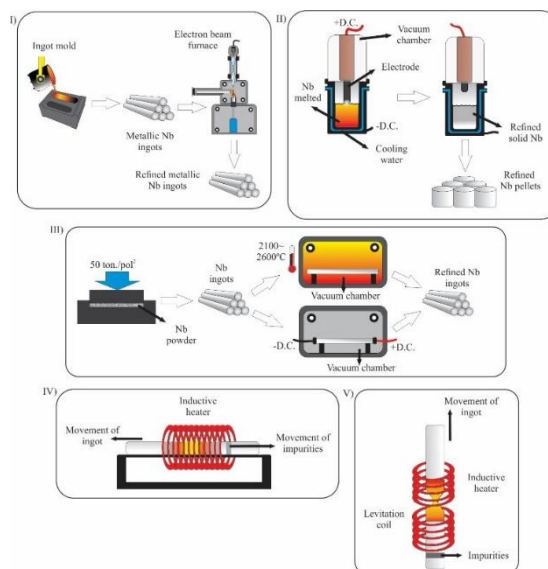 I)
Ingot mold
Electron beam
furnace
Metallic Nb
ingots
Refined metallic
Nb ingots
II)
+D.C.
Vacuum
chamber
Electrode
Nb
melted
-D.C.
Cooling
water
Refined
solid Nb
Refined
Nb pellets
III)
50 ton./pol²
Nb
powder
Nb
ingots
2100~
2600ºC
Vacuum chamber
-D.C.
+D.C.
Vacuum chamber
Refined Nb
ingots
IV)
Inductive
heater
Movement of
ingot
Movement of
impurities
V)
Movement of
ingot
Inductive
heater
Levitation
coil
Impurities